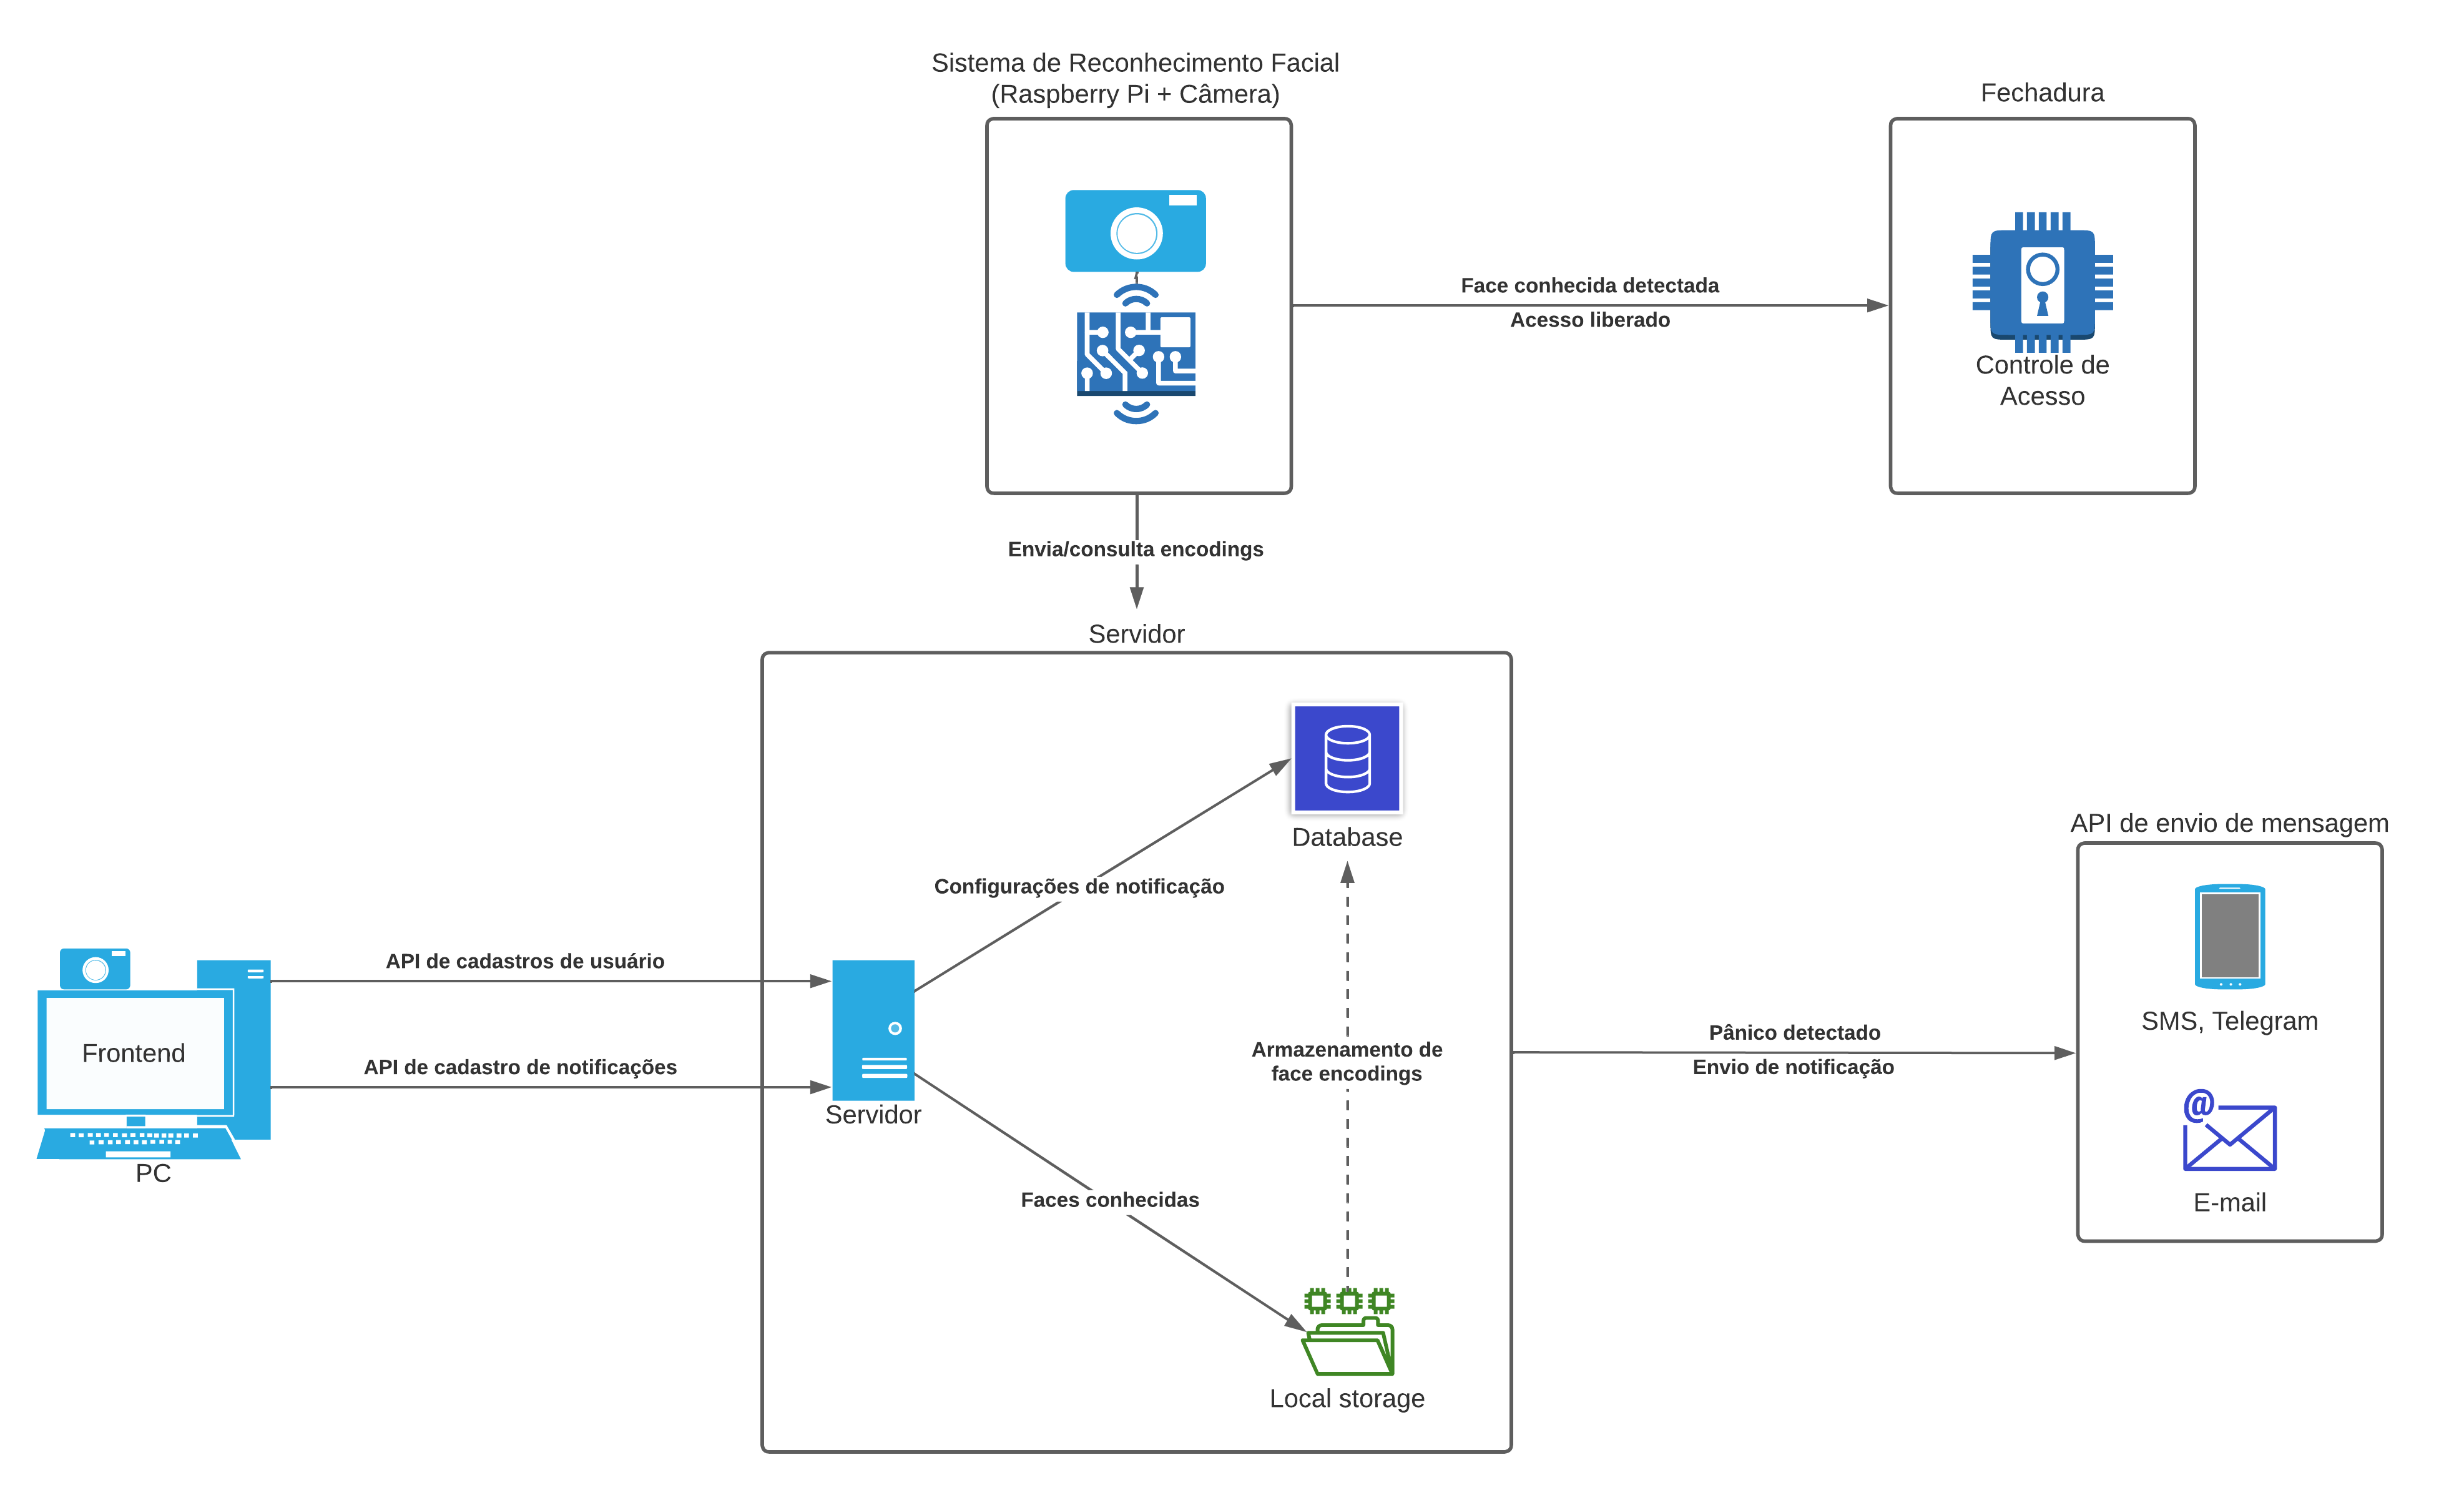 Sistema de Reconhecimento Facial
(Raspberry Pi + Câmera)
Fechadura
Face conhecida detectada
Acesso liberado
Controle de
Acesso
Envia/consulta encodings
Servidor
Database
API de envio de mensagem
Configurações de notificação
API de cadastros de usuário
Frontend
API de cadastro de notificações
PC
Servidor
Armazenamento de
face encodings
Pânico detectado
Envio de notificação
SMS, Telegram
@
E-mail
Faces conhecidas
Local storage